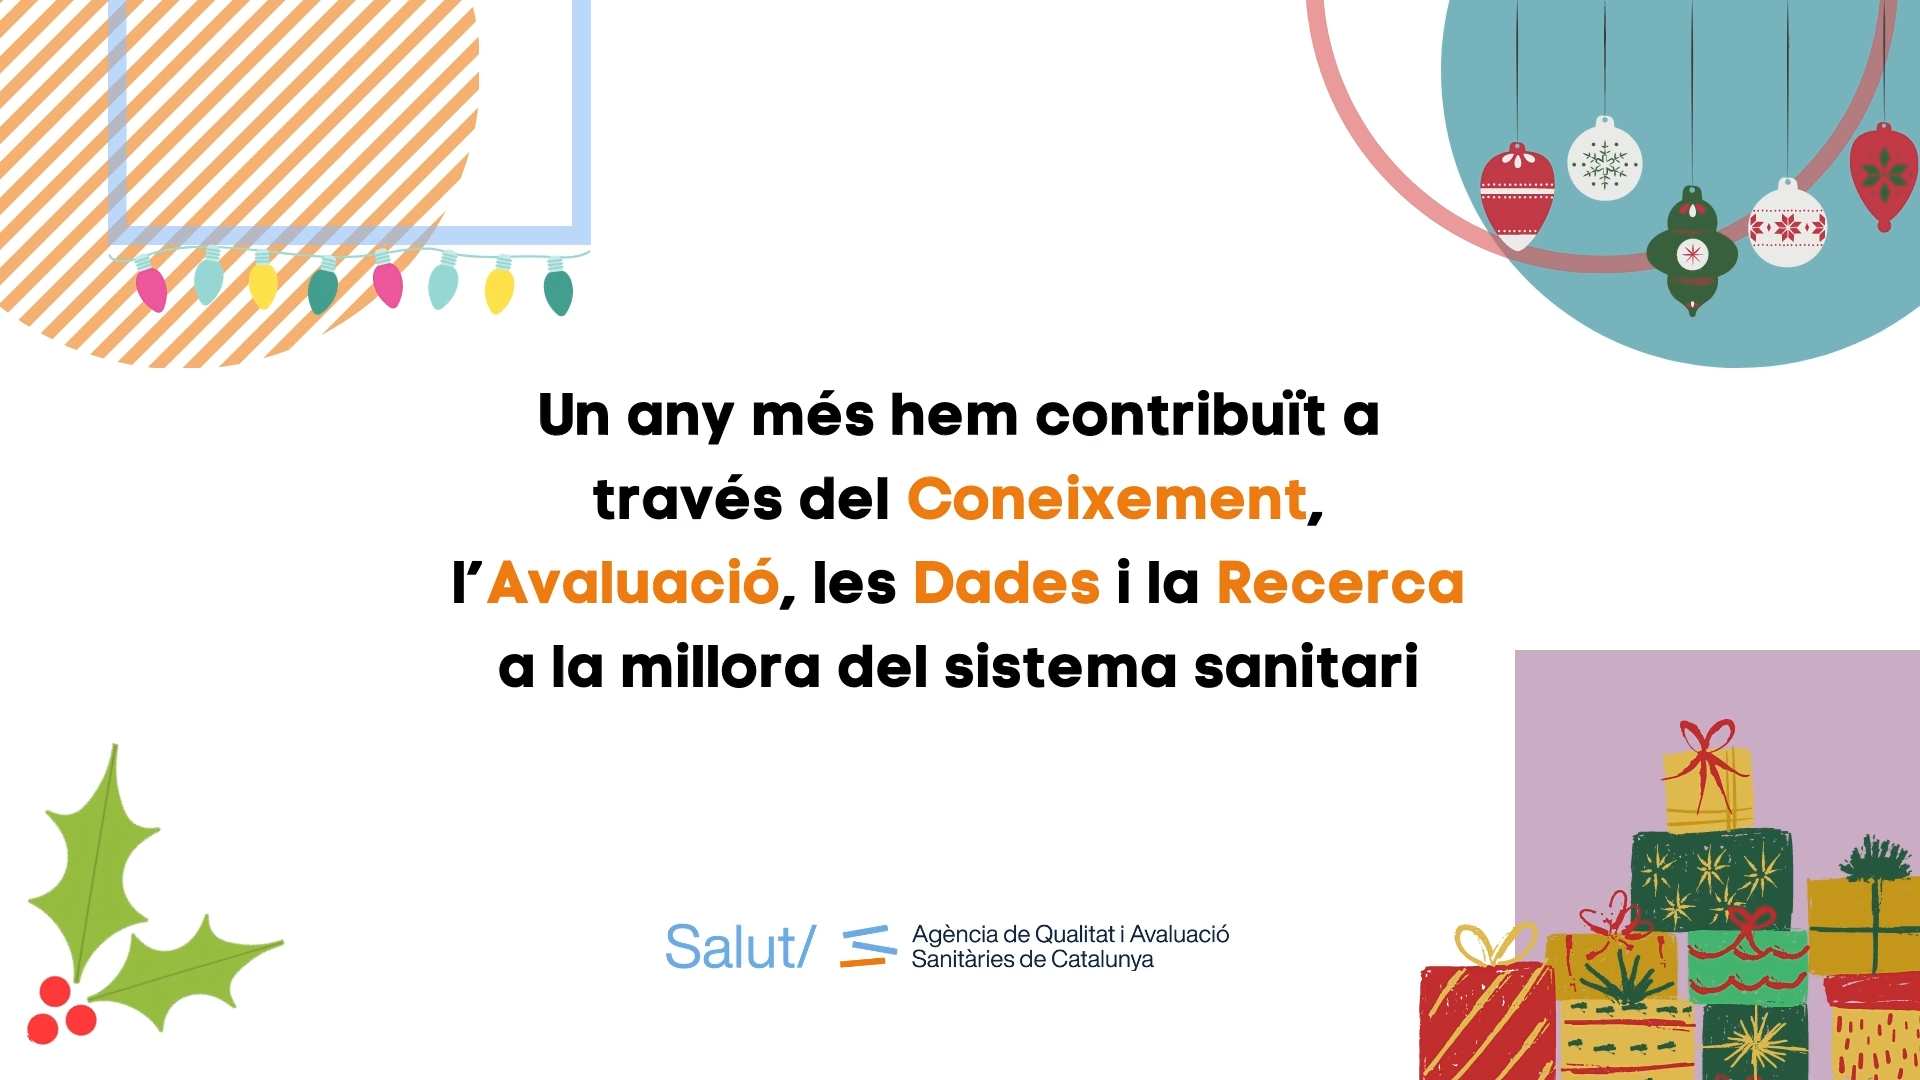 Un any més hem contribuït a
través del Coneixement,
l’Avaluació, les Dades i la Recerca
a la millora del sistema sanitari
Salut/
Agència de Qualitat i Avaluació
Sanitàries de Catalunya